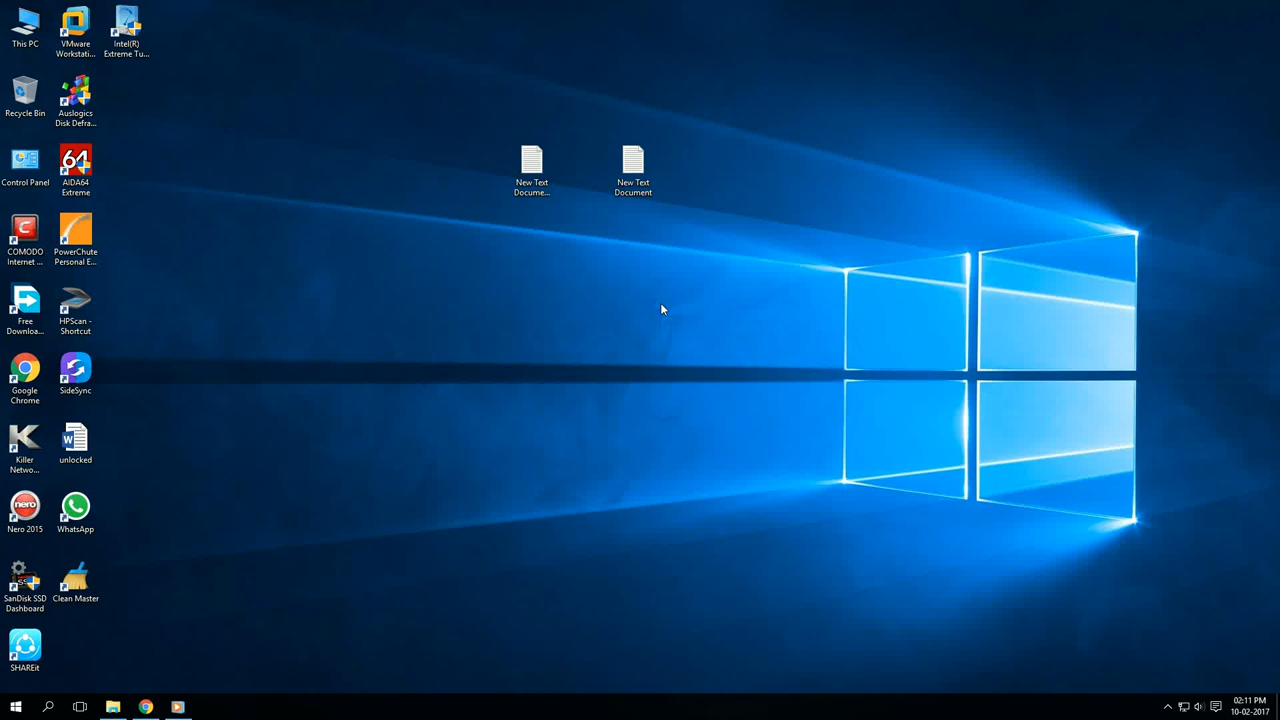 This PC
VMware
Workstati...
Intel(R)
Extreme Tu...
Recycle Bin
Auslogics
Disk Defra...
Control Panel
64
AIDA64
Extreme
COMODO
Internet ...
PowerChute
Personal E...
Free
Downloa...
HPScan -
Shortcut
Google
Chrome
SideSync
Killer
Netwo...
unlocked
nero
Nero 2015
WhatsApp
SanDisk SSD
Dashboard
Clean Master
SHAREit
New Text
Docume...
New Text
Document
02:11 PM
10-02-2017